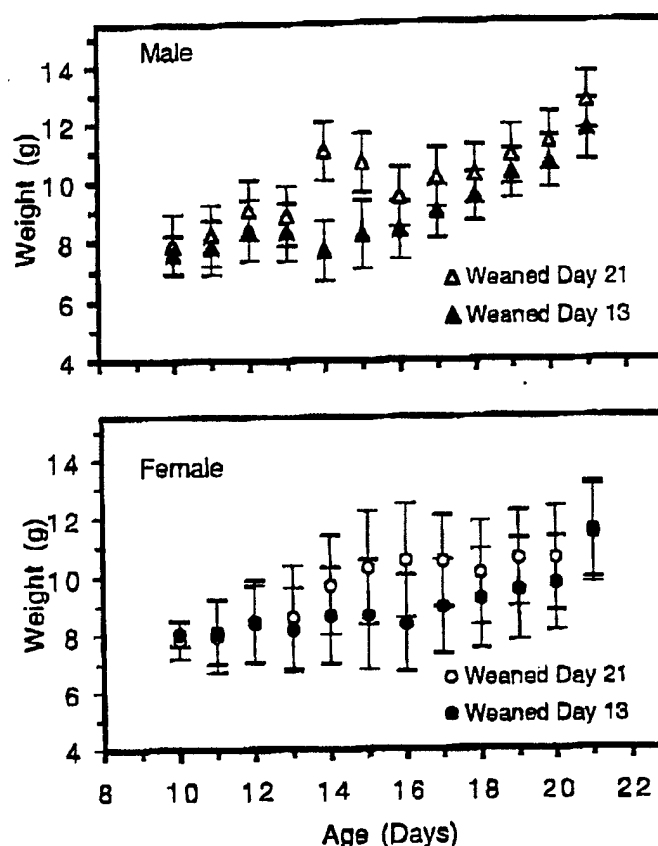 Male
14
12
10
8
6
4
Weight (g)
△ Weaned Day 21
▲ Weaned Day 13
Female
14
12
10
8
6
4
Weight (g)
○ Weaned Day 21
● Weaned Day 13
8 10 12 14 16 18 20 22
Age (Days)